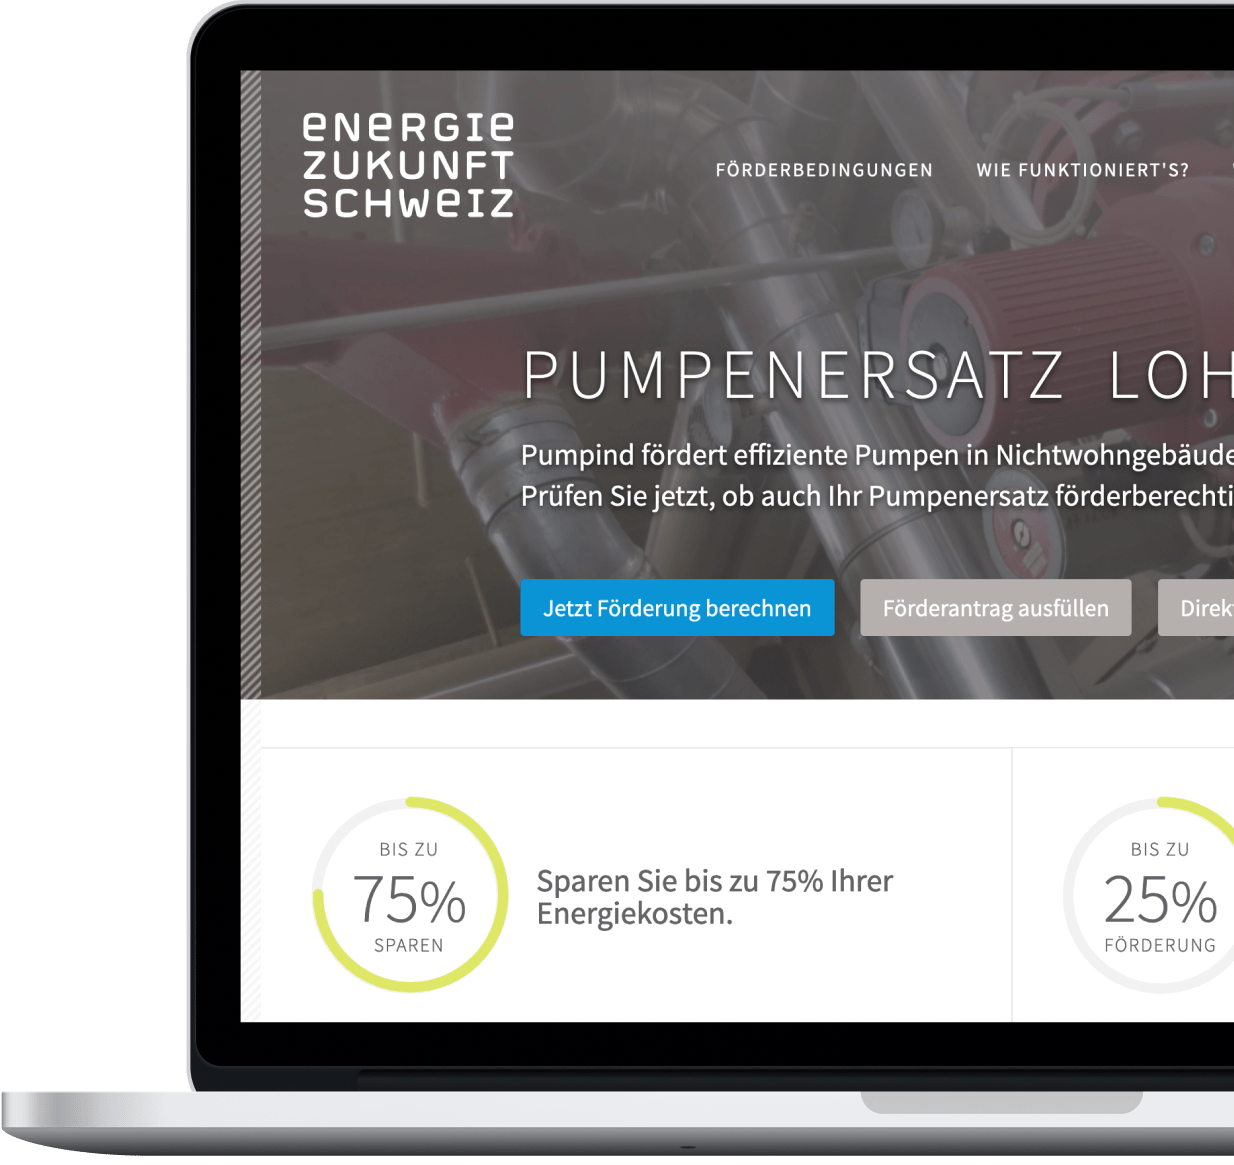 eNeRGIe
ZUKUNFT
SCHWeIZ
FÖRDERBEDINGUNGEN WIE FUNKTIONIERT'S?
PUMPENERSATZ LOH
Pumpind fördert effiziente Pumpen in Nichtwohngebäude
Prüfen Sie jetzt, ob auch Ihr Pumpenersatz förderberechti
Jetzt Förderung berechnen Förderantrag ausfüllen Direkt
BIS ZU
75%
SPAREN
Sparen Sie bis zu 75% Ihrer
Energiekosten.
BIS ZU
25%
FÖRDERUNG